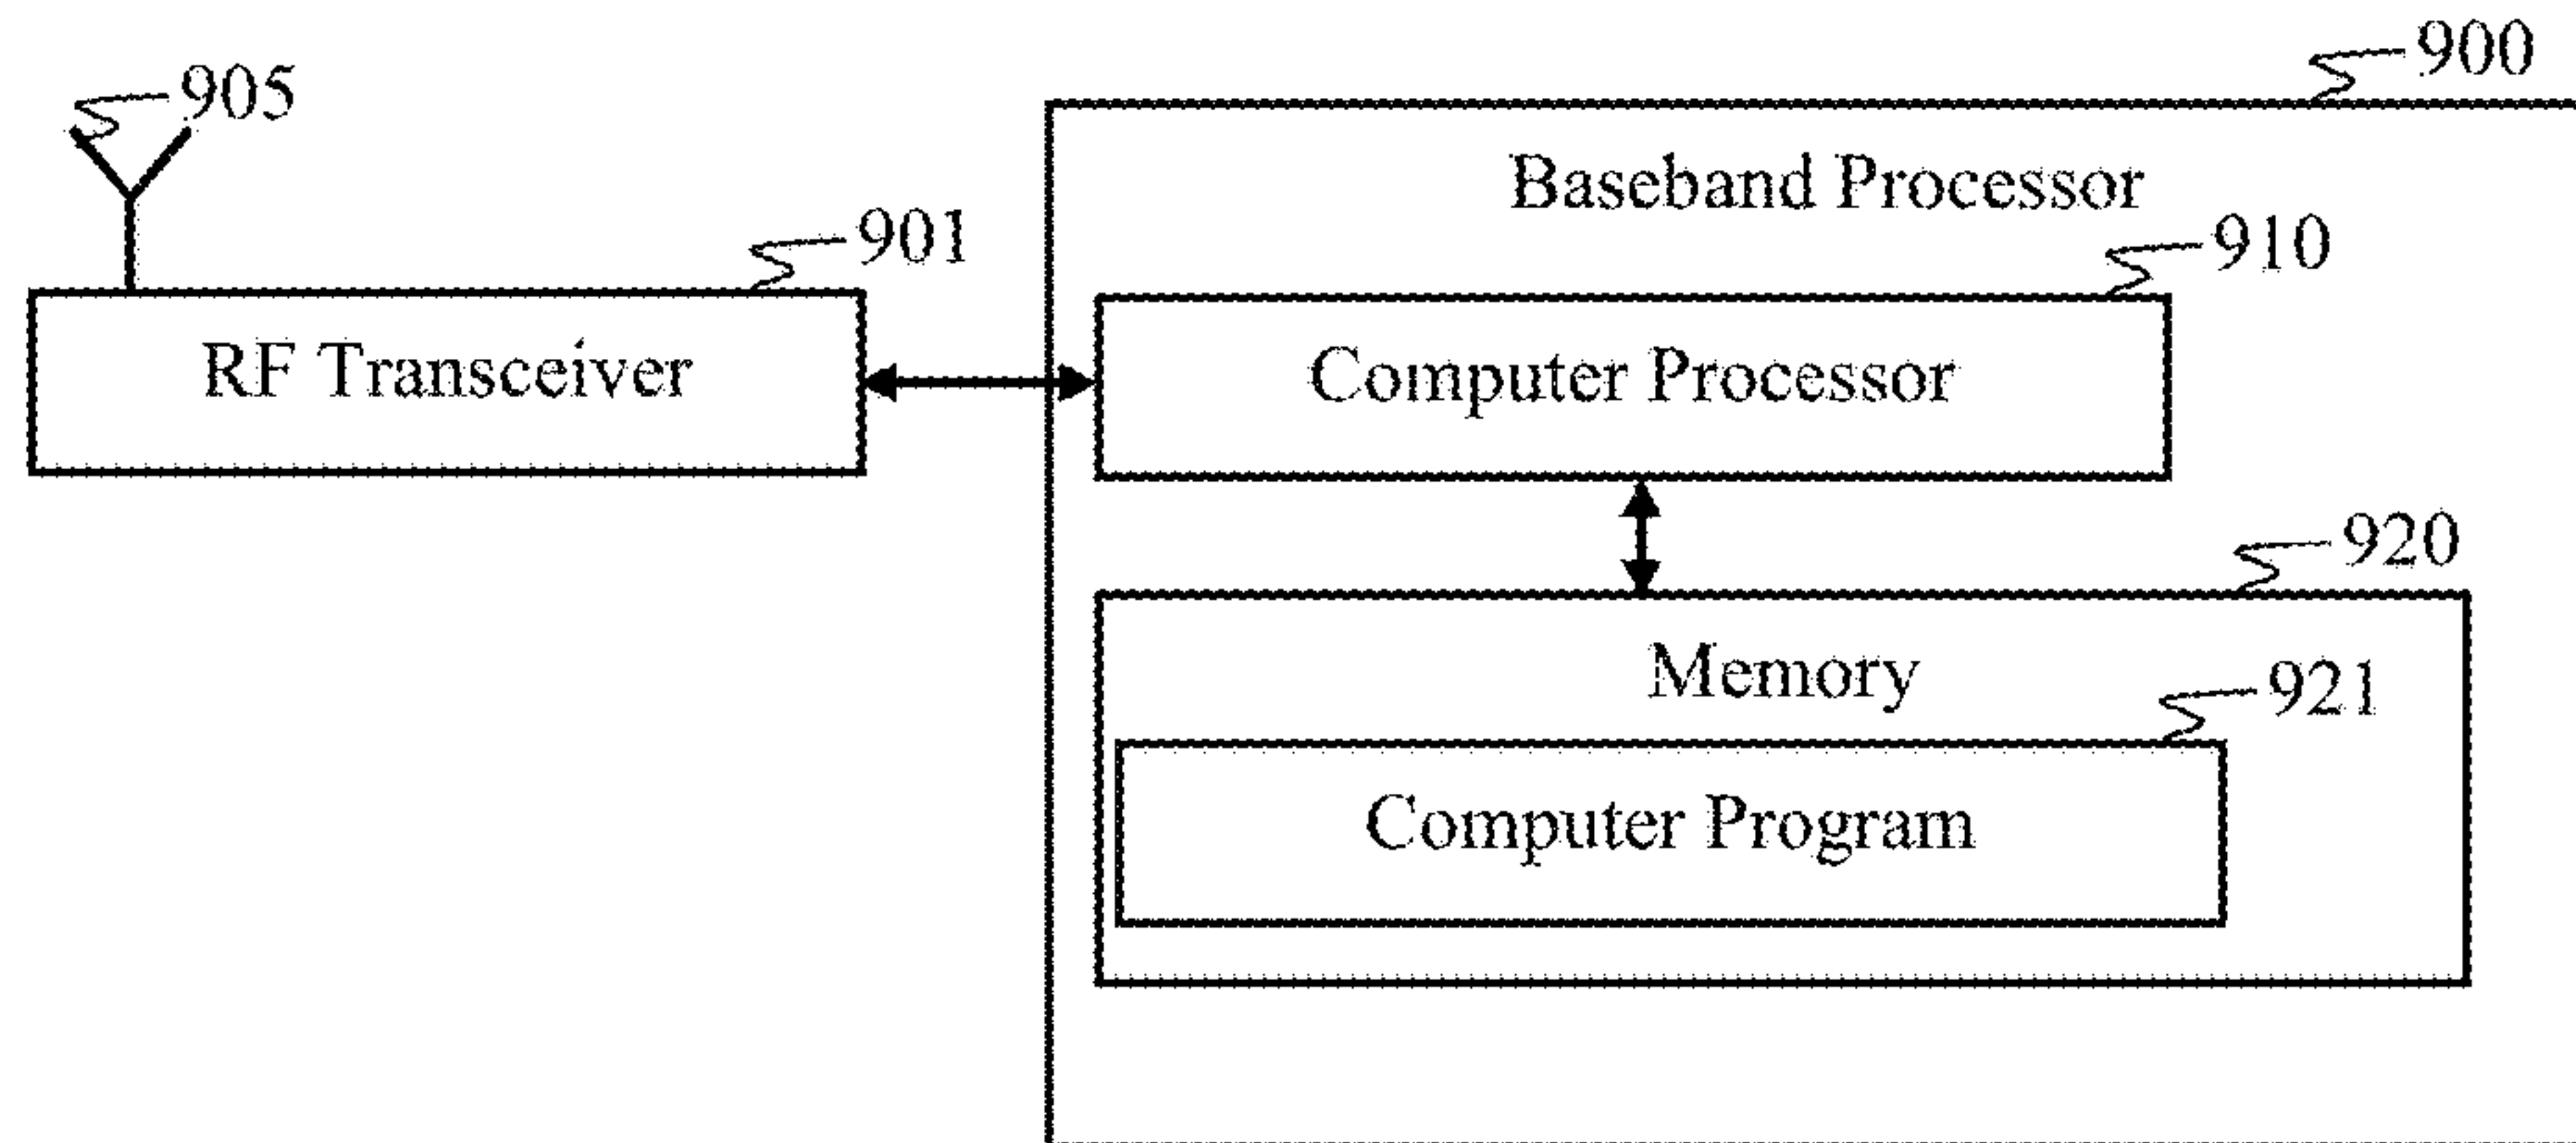 900
905
Baseband Processor
901
910
RF Transceiver
Computer Processor
920
Memory
921
Computer Program